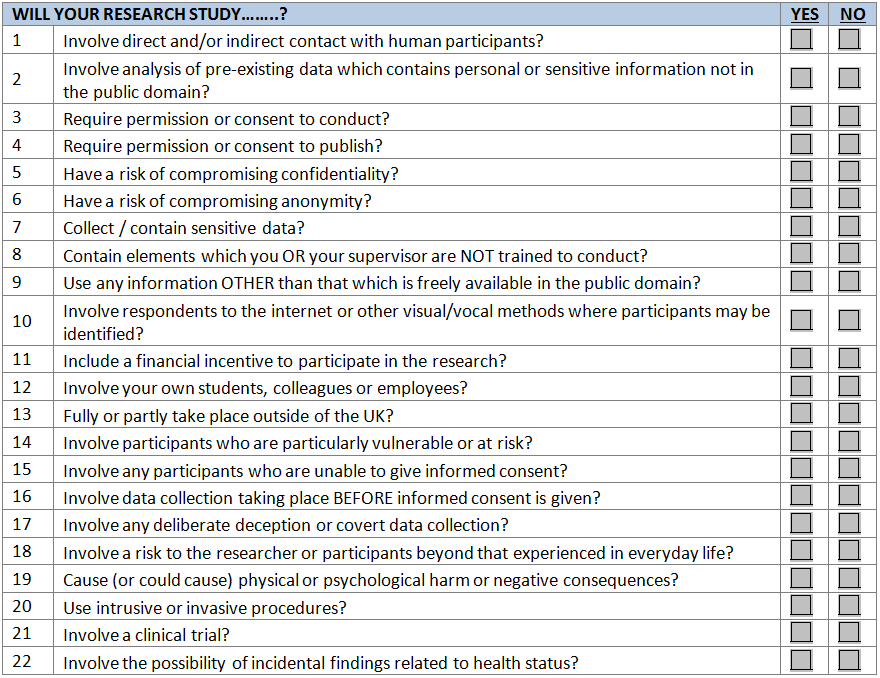 WILL YOUR RESEARCH STUDY……..? YES NO
1 Involve direct and/or indirect contact with human participants?
2 Involve analysis of pre-existing data which contains personal or sensitive information not in
the public domain?
3 Require permission or consent to conduct?
4 Require permission or consent to publish?
5 Have a risk of compromising confidentiality?
6 Have a risk of compromising anonymity?
7 Collect / contain sensitive data?
8 Contain elements which you OR your supervisor are NOT trained to conduct?
9 Use any information OTHER than that which is freely available in the public domain?
10 Involve respondents to the internet or other visual/vocal methods where participants may be
identified?
11 Include a financial incentive to participate in the research?
12 Involve your own students, colleagues or employees?
13 Fully or partly take place outside of the UK?
14 Involve participants who are particularly vulnerable or at risk?
15 Involve any participants who are unable to give informed consent?
16 Involve data collection taking place BEFORE informed consent is given?
17 Involve any deliberate deception or covert data collection?
18 Involve a risk to the researcher or participants beyond that experienced in everyday life?
19 Cause (or could cause) physical or psychological harm or negative consequences?
20 Use intrusive or invasive procedures?
21 Involve a clinical trial?
22 Involve the possibility of incidental findings related to health status?